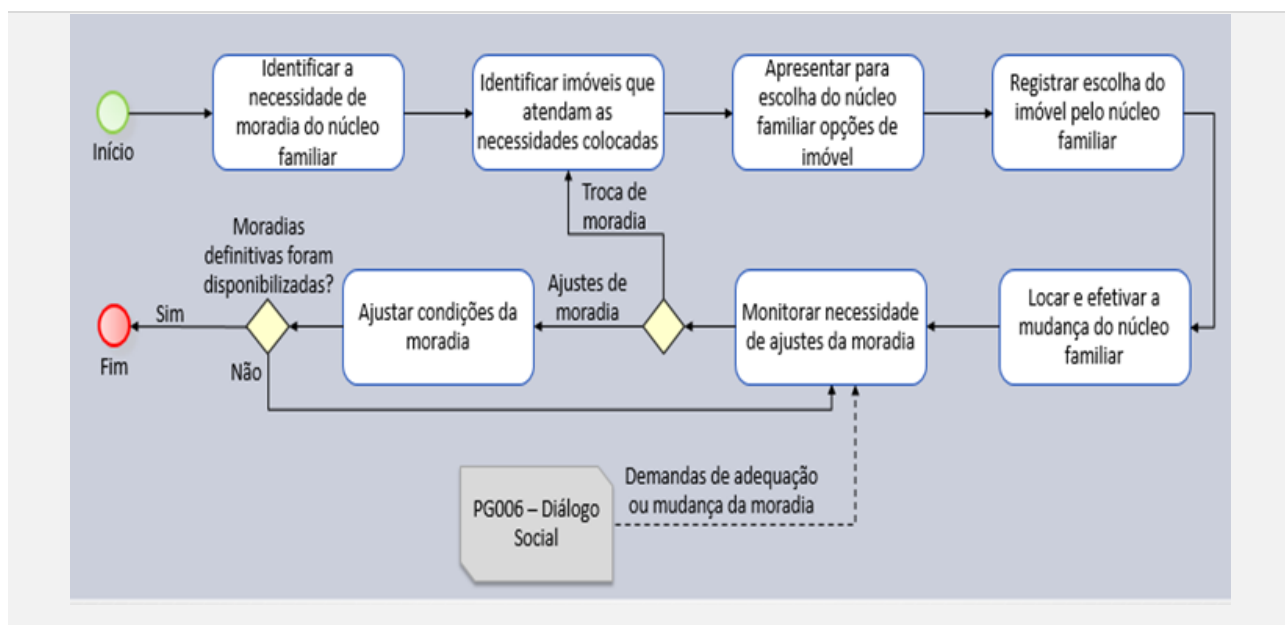 Início
Identificar a
necessidade de
moradia do núcleo
familiar
Identificar imóveis que
atendam as
necessidades colocadas
Apresentar para
escolha do núcleo
familiar opções de
imóvel
Registrar escolha do
imóvel pelo núcleo
familiar
Locar e efetivar a
mudança do núcleo
familiar
Monitorar necessidade
de ajustes da moradia
Troca de
moradia
Ajustes de
moradia
Ajustar condições da
moradia
Moradias
definitivas foram
disponibilizadas?
Sim
Não
Fim
PG006 – Diálogo
Social
Demandas de adequação
ou mudança da moradia